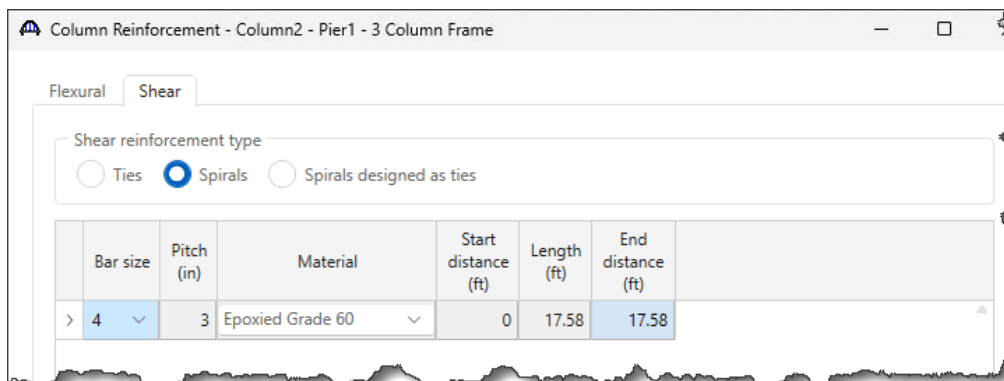 Column Reinforcement - Column2 - Pier1 - 3 Column Frame
Flexural Shear
Shear reinforcement type
Ties Spirals Spirals designed as ties
Bar size Pitch (in) Material Start distance (ft) Length (ft) End distance (ft)
4 3 Epoxied Grade 60 0 17.58 17.58